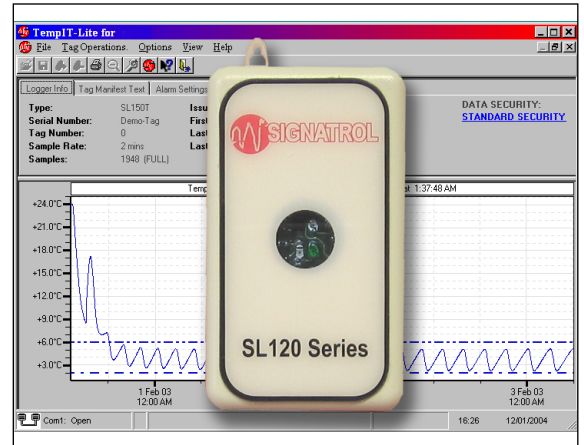 TempIT-Lite for
File Tag Operations. Options View Help
Logger Info Tag Manifest Text Alarm Settings
Type: SL150T Issu
Serial Number: Demo-Tag First
Tag Number: 0 Last
Sample Rate: 2 mins Last
Samples: 1948 (FULL)
DATA SECURITY:
STANDARD SECURITY
SIGNATROL
Temp
at 1:37:48 AM
+24.0°C
+21.0°C
+18.0°C
+15.0°C
+12.0°C
+9.0°C
+6.0°C
+3.0°C
SL120 Series
1 Feb 03
12:00 AM
3 Feb 03
12:00 AM
Com1: Open
16:26 12/01/2004